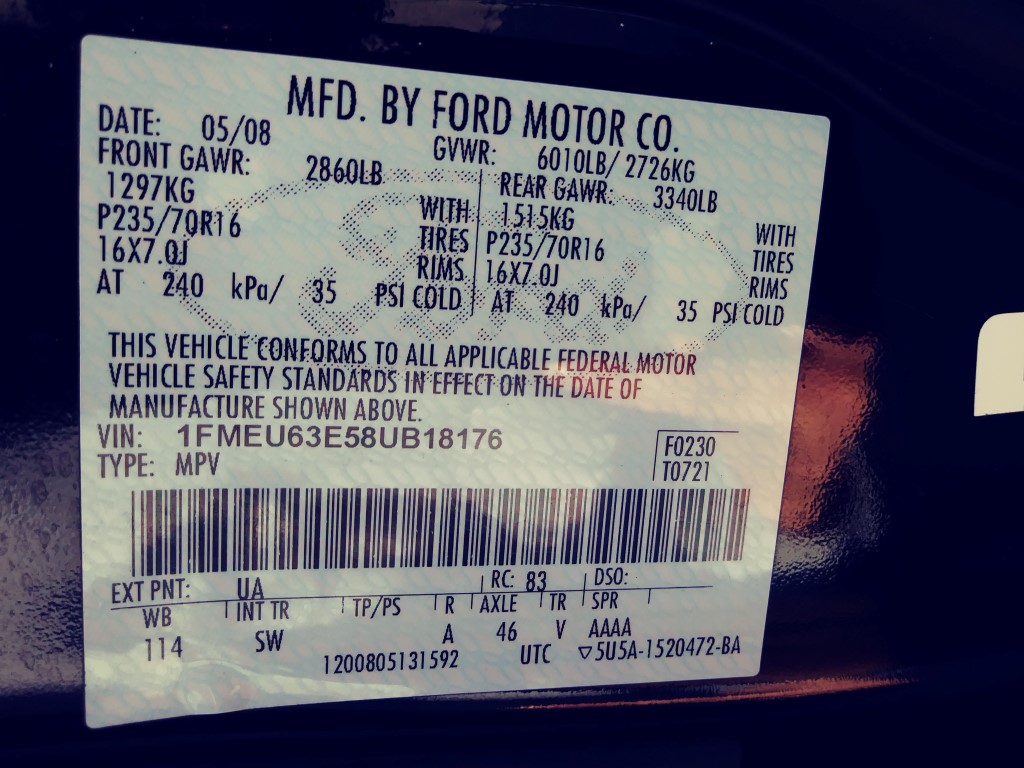 MFD. BY FORD MOTOR CO.
DATE: 05/08 GVWR: 6010LB/ 2726KG
FRONT GAWR: 2860LB REAR GAWR: 3340LB
1297KG WITH 1515KG WITH
P235/70R16 TIRES P235/70R16 TIRES
16X7.0J RIMS 16X7.0J RIMS
AT 240 kPa/ 35 PSI COLD AT 240 kPa/ 35 PSI COLD
THIS VEHICLE CONFORMS TO ALL APPLICABLE FEDERAL MOTOR
VEHICLE SAFETY STANDARDS IN EFFECT ON THE DATE OF
MANUFACTURE SHOWN ABOVE.
VIN: 1FMEU63E58UB18176 F0230
TYPE: MPV T0721
EXT PNT: UA RC: 83 DSO:
WB INT TR TP/PS R AXLE TR SPR
114 SW A 46 V AAAA
1200805131592 UTC ▽5U5A-1520472-BA